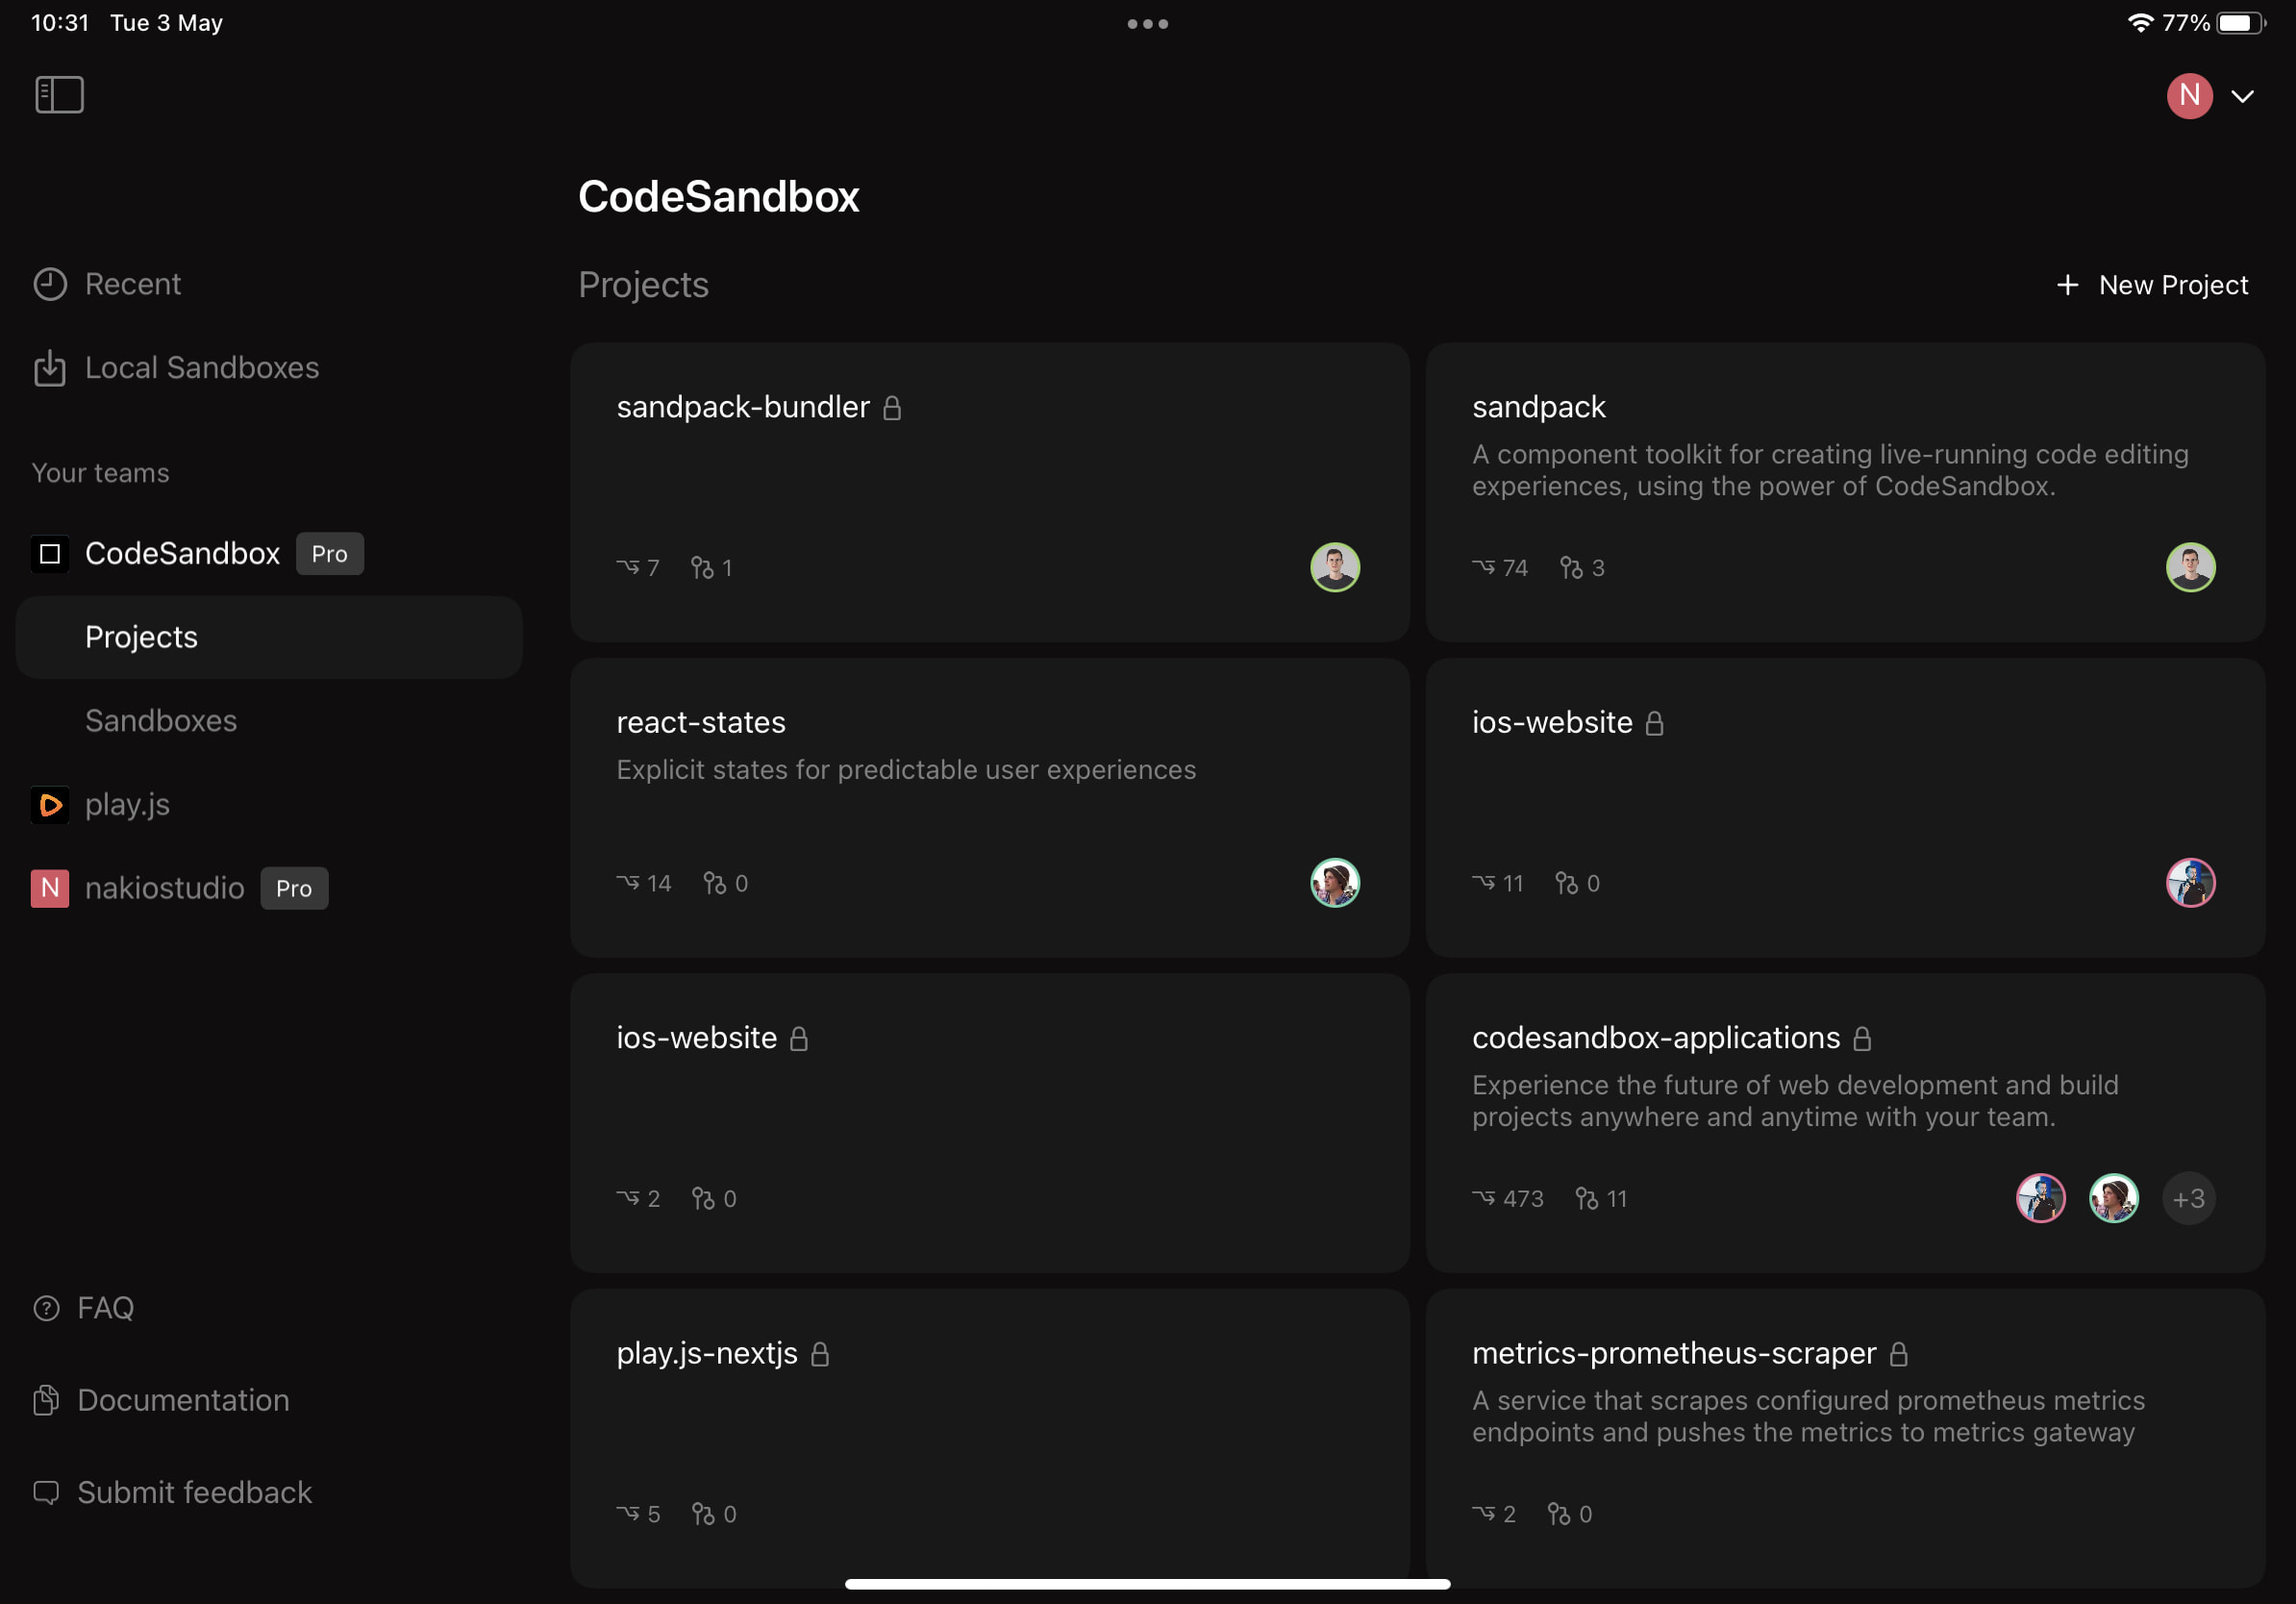 10:31 Tue 3 May
77%
N
CodeSandbox
Recent
Local Sandboxes
Your teams
CodeSandbox Pro
Projects
Sandboxes
play.js
N nakiostudio Pro
FAQ
Documentation
Submit feedback
Projects
+ New Project
sandpack-bundler
7 1
sandpack
A component toolkit for creating live-running code editing
experiences, using the power of CodeSandbox.
74 3
react-states
Explicit states for predictable user experiences
14 0
ios-website
11 0
ios-website
2 0
codesandbox-applications
Experience the future of web development and build
projects anywhere and anytime with your team.
473 11
+3
play.js-nextjs
5 0
metrics-prometheus-scraper
A service that scrapes configured prometheus metrics
endpoints and pushes the metrics to metrics gateway
2 0